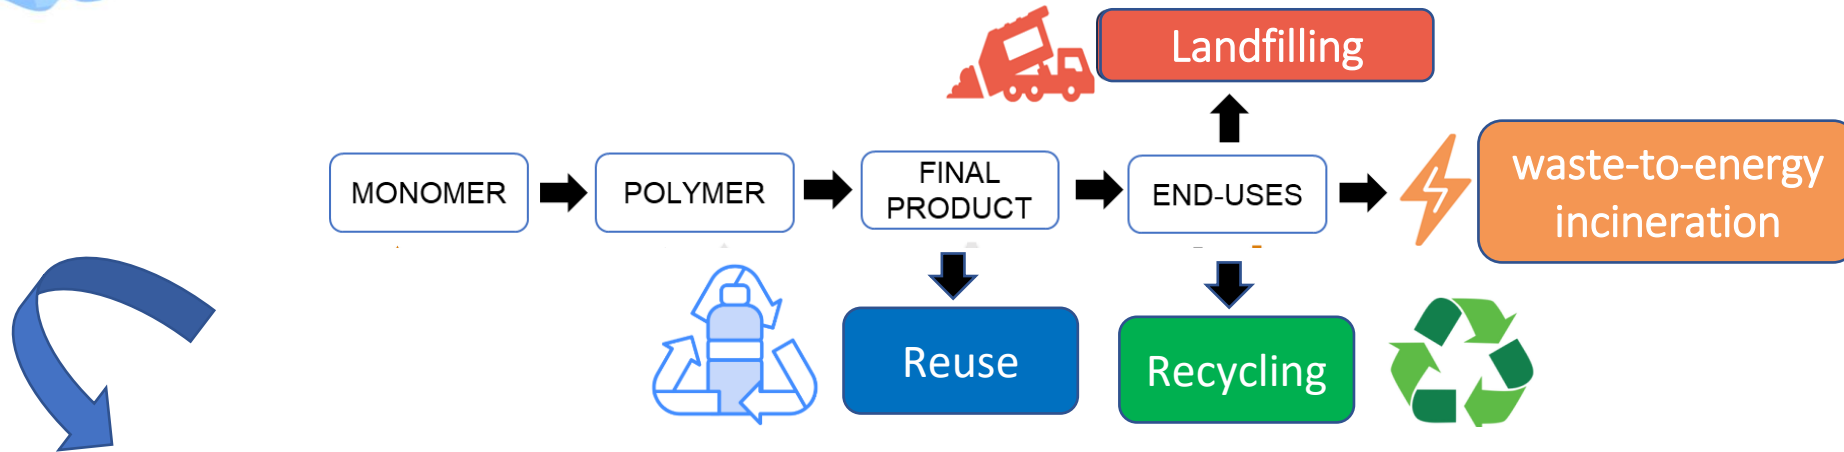 Landfilling
MONOMER
POLYMER
FINAL
PRODUCT
END-USES
waste-to-energy
incineration
Reuse
Recycling